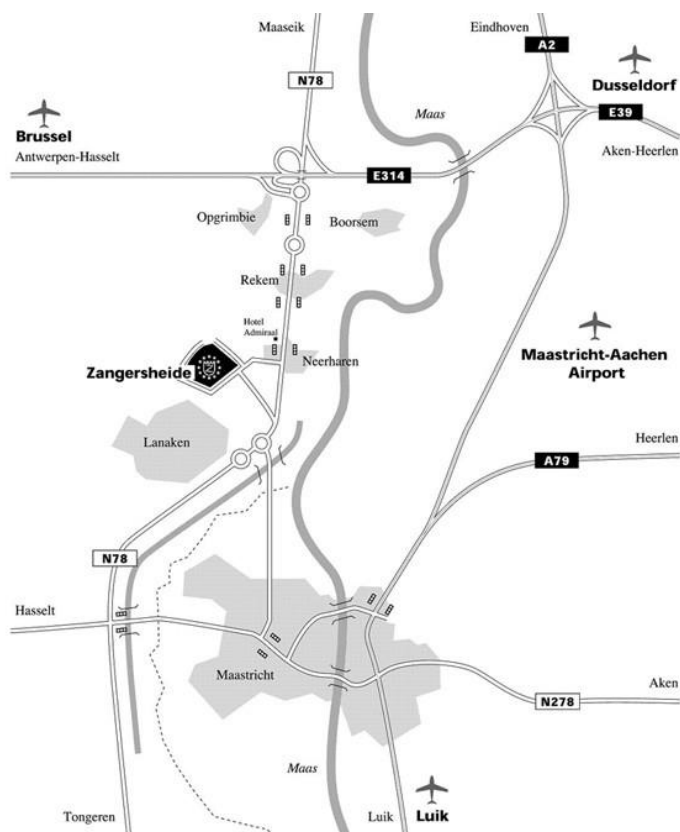 Maaseik
Eindhoven
A2
N78
Dusseldorf
Maas
Brussel
E39
Antwerpen-Hasselt
Aken-Heerlen
E314
Opgrimbie
Boorsem
Rekem
Hotel
Admiraal
Neerharen
Zangersheide
Maastricht-Aachen
Airport
Lanaken
Heerlen
A79
N78
Hasselt
Maastricht
Aken
N278
Maas
Tongeren
Luik
Luik